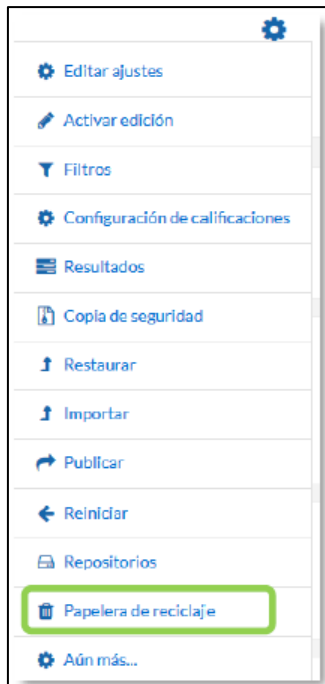 Editar ajustes
Activar edición
Filtros
Configuración de calificaciones
Resultados
Copia de seguridad
Restaurar
Importar
Publicar
Reiniciar
Repositorios
Papelera de reciclaje
Aún más...